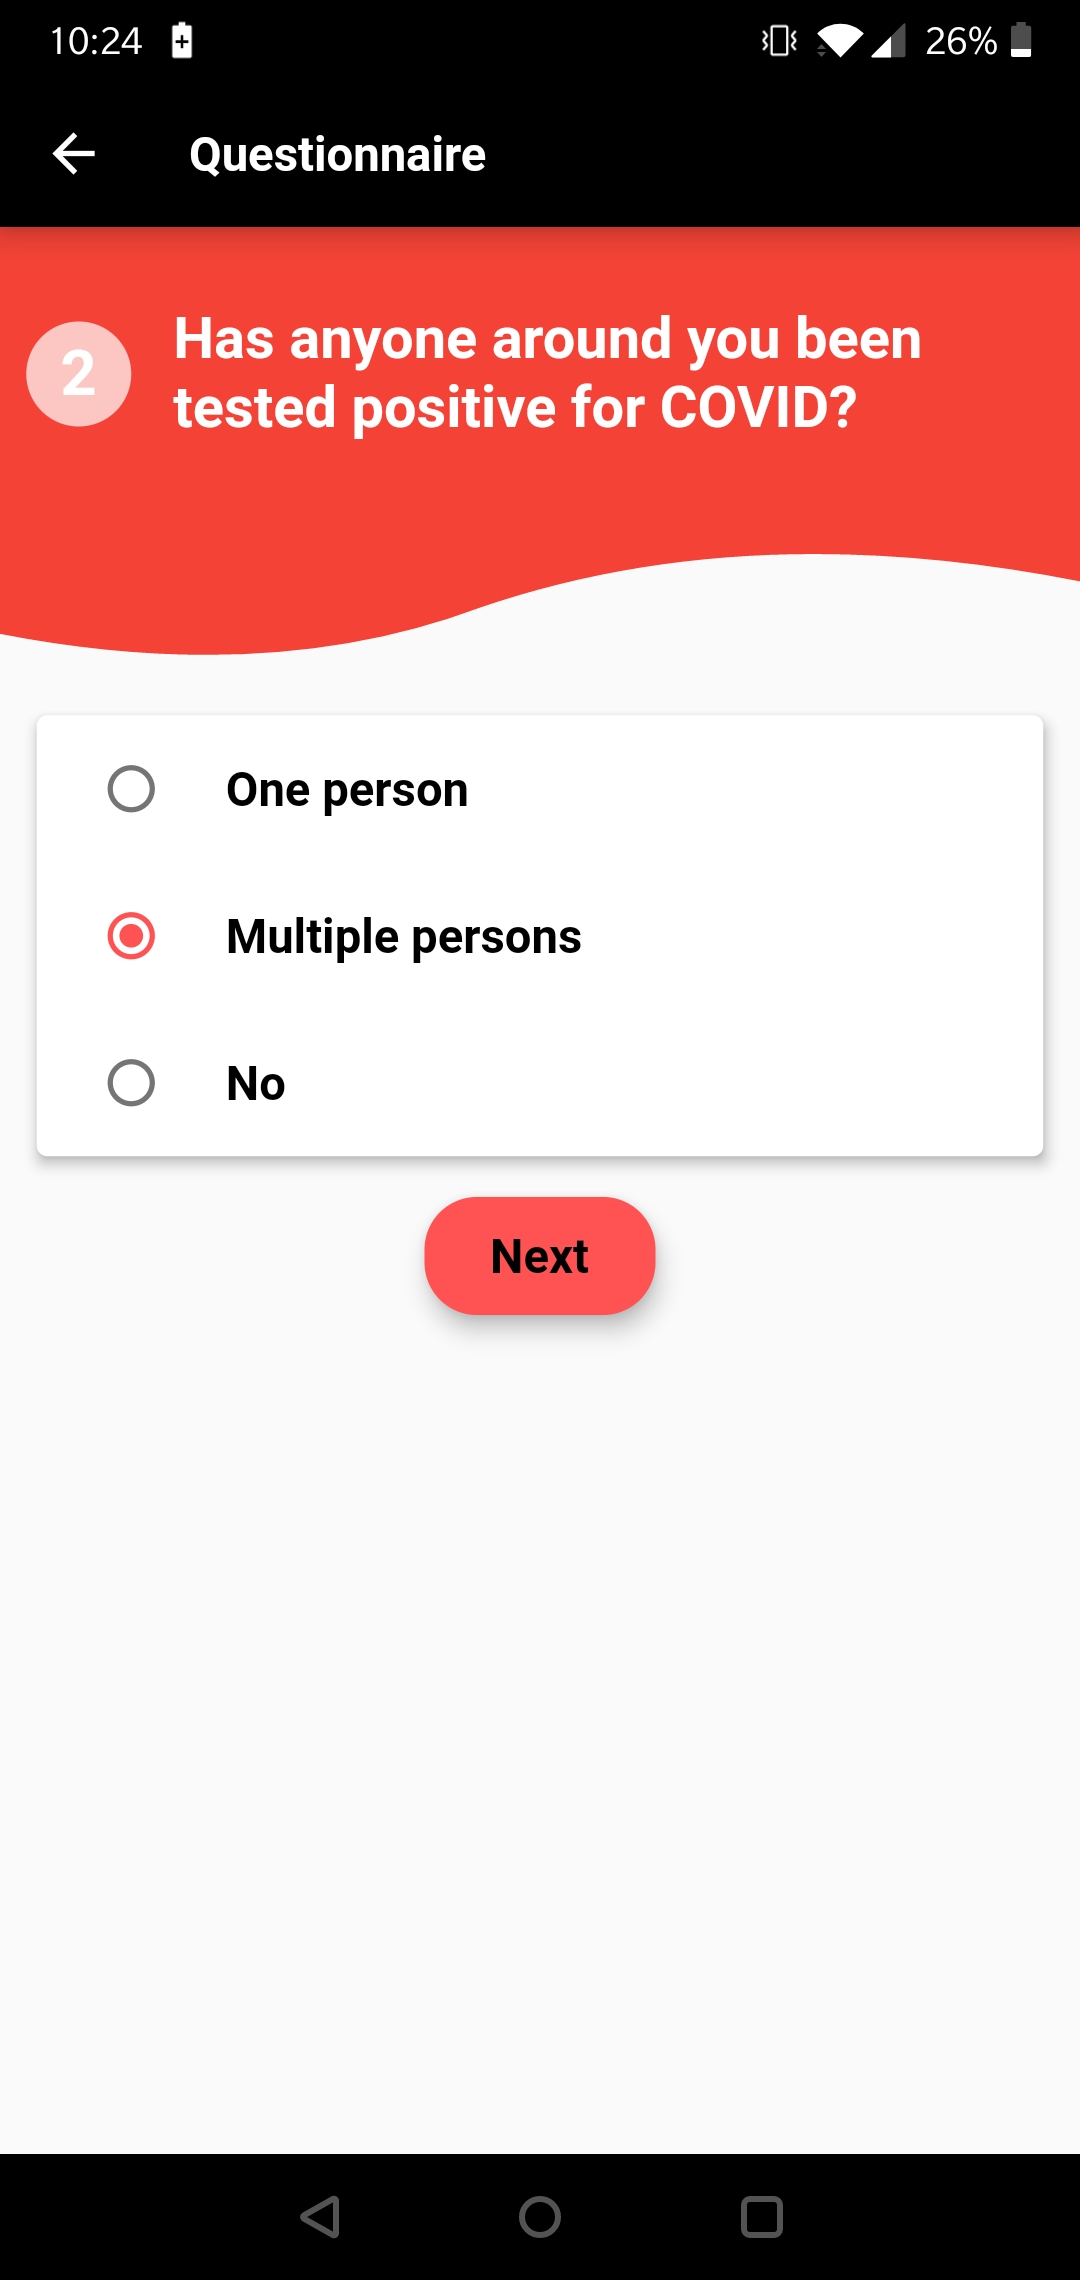 10:24
26%
Questionnaire
2
Has anyone around you been
tested positive for COVID?
One person
Multiple persons
No
Next